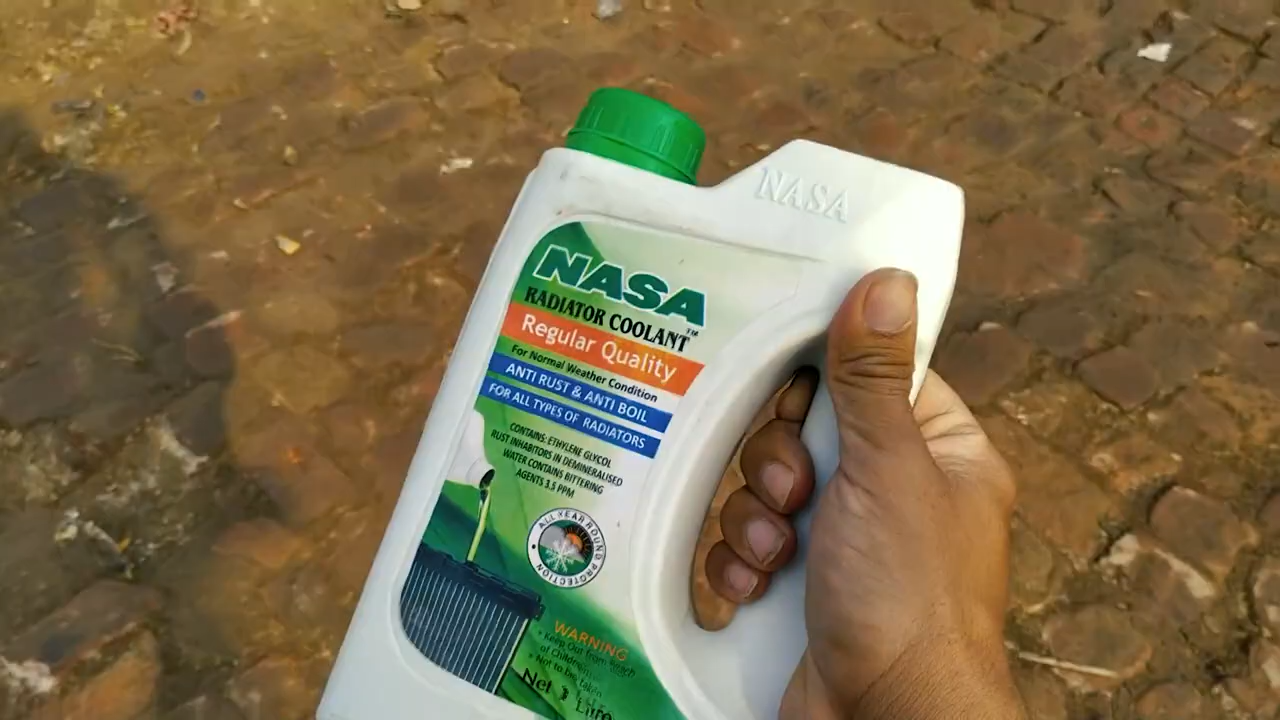 NASA
NASA
RADIATOR COOLANT™
Regular Quality
For Normal Weather Condition
ANTI RUST & ANTI BOIL
FOR ALL TYPES OF RADIATORS
CONTAINS: ETHYLENE GLYCOL
RUST INHIBITORS IN DEMINERALISED
WATER CONTAINS BITTERING
AGENTS 3.5 PPM
ALL YEAR ROUND PROTECTION
WARNING
• Keep Out from Reach
of Children
• Not to be taken
Net